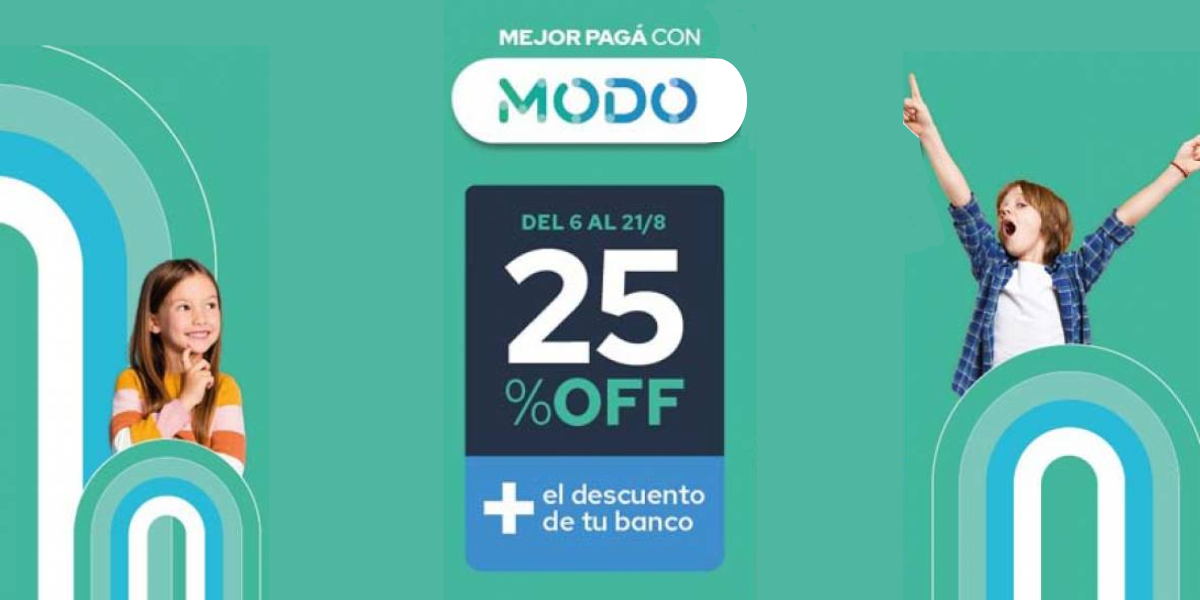 MEJOR PAGÁ CON
MODO
DEL 6 AL 21/8
25
%OFF
+ el descuento
de tu banco